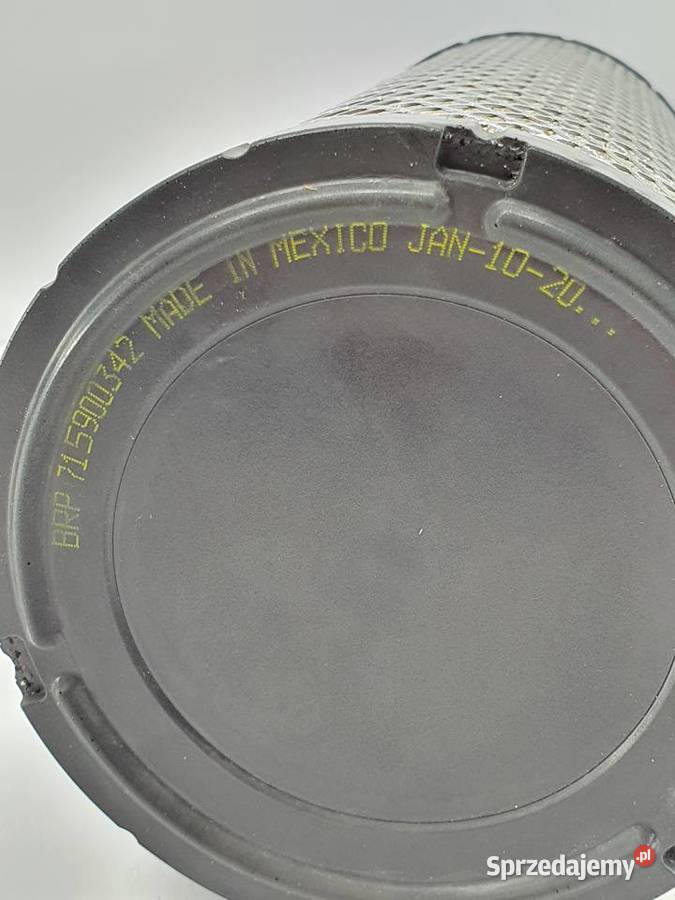 BRP 715900342 MADE IN MEXICO JAN-10-20...
Sprzedajemy.pl